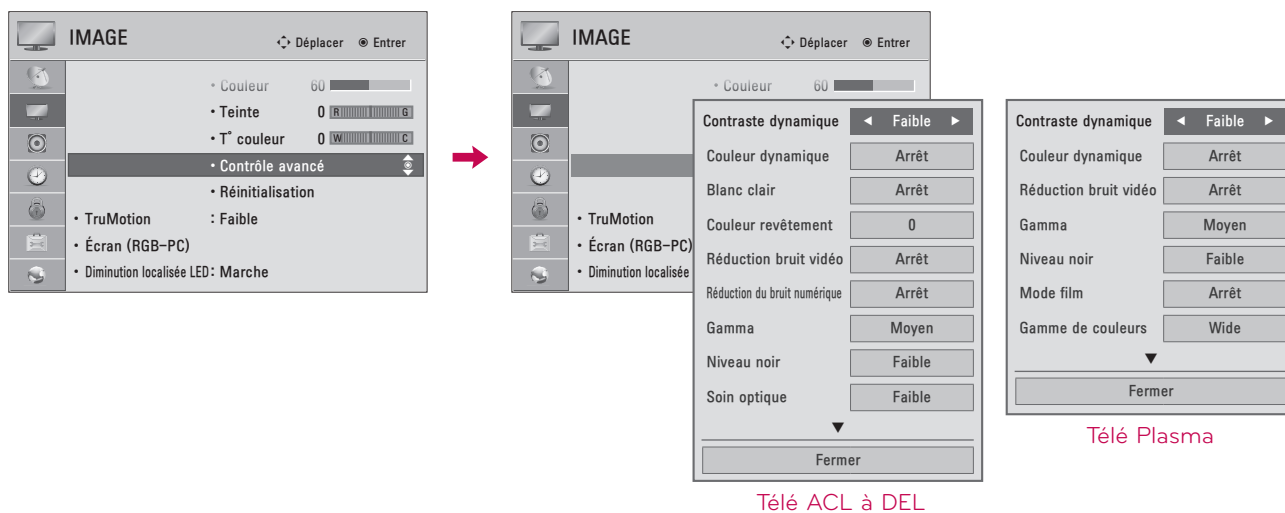 IMAGE
Déplacer
Entrer
• Couleur 60
• Teinte 0 R G
• T° couleur 0 W C
• Contrôle avancé
• Réinitialisation
• TruMotion : Faible
• Écran (RGB-PC)
• Diminution localisée LED: Marche
IMAGE
Déplacer
Entrer
• Couleur 60
• TruMotion
• Écran (RGB-PC)
• Diminution localisée
Contraste dynamique ◄ Faible ►
Couleur dynamique Arrêt
Blanc clair Arrêt
Couleur revêtement 0
Réduction bruit vidéo Arrêt
Réduction du bruit numérique Arrêt
Gamma Moyen
Niveau noir Faible
Soin optique Faible
▼
Fermer
Télé ACL à DEL
Contraste dynamique ◄ Faible ►
Couleur dynamique Arrêt
Réduction bruit vidéo Arrêt
Gamma Moyen
Niveau noir Faible
Mode film Arrêt
Gamme de couleurs Wide
▼
Fermer
Télé Plasma